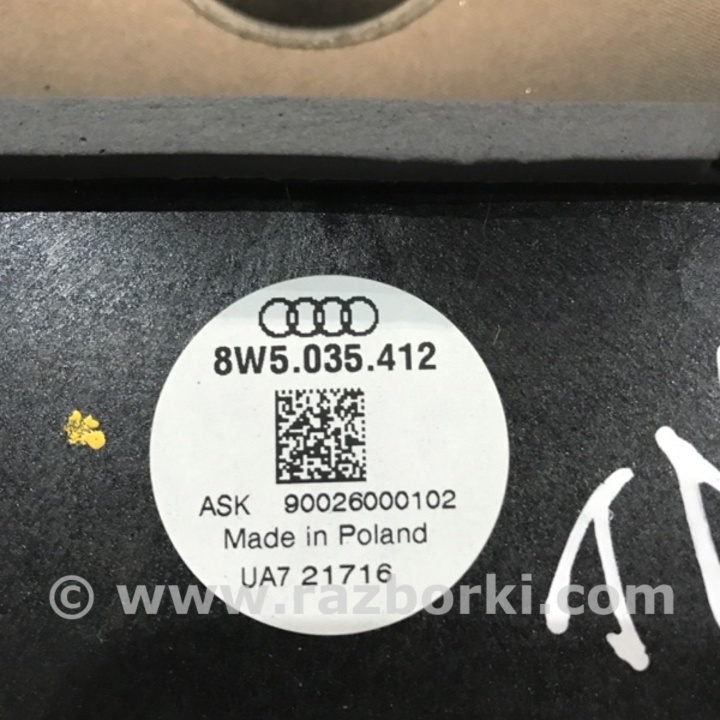 8W5.035.412
ASK 90026000102
Made in Poland
UA7 21716
© www.razborki.com